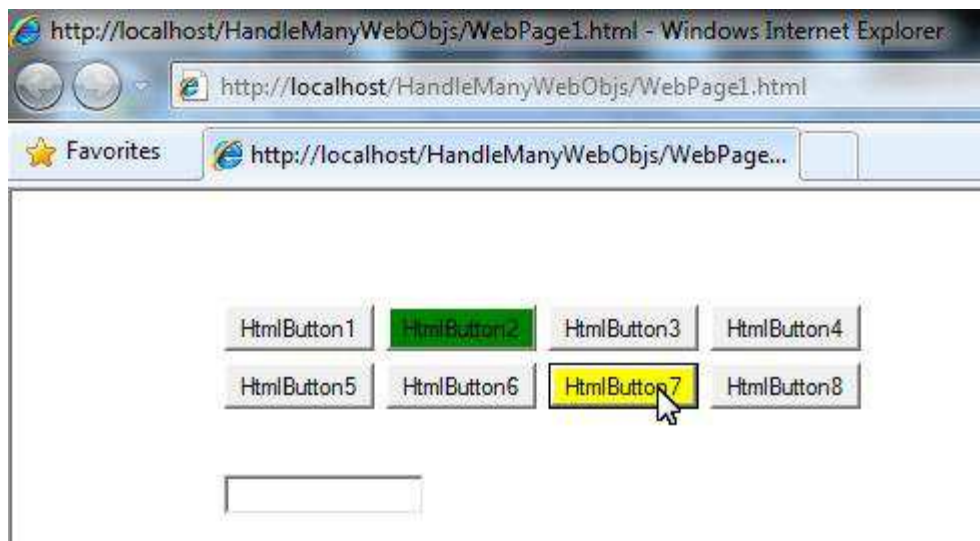 http://localhost/HandleManyWebObjs/WebPage1.html - Windows Internet Explorer
http://localhost/HandleManyWebObjs/WebPage1.html
Favorites
http://localhost/HandleManyWebObjs/WebPage...
HtmlButton1 HtmlButton2 HtmlButton3 HtmlButton4
HtmlButton5 HtmlButton6 HtmlButton7 HtmlButton8